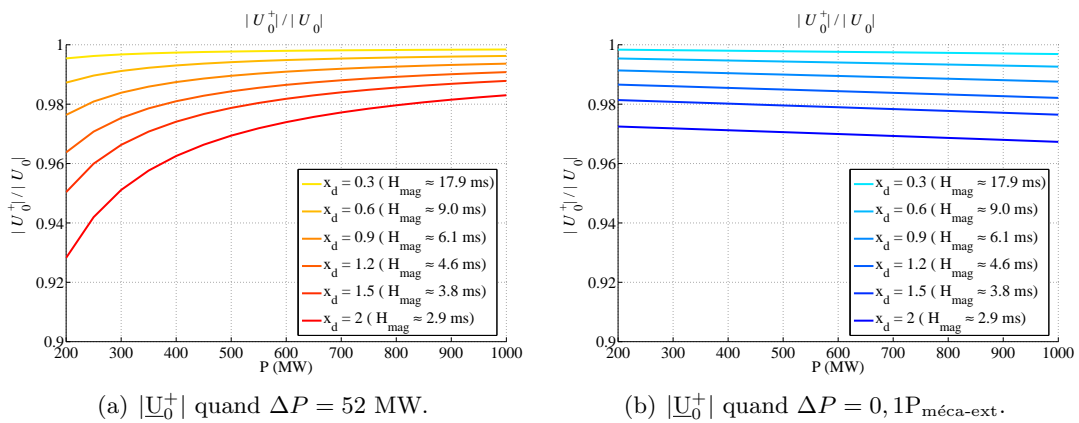 | U₀⁺| / | U₀|
| U₀⁺| / | U₀|
1
0.98
0.96
0.94
0.92
0.9
200 300 400 500 600 700 800 900 1000
P (MW)
x_d = 0.3 ( H_mag ≈ 17.9 ms)
x_d = 0.6 ( H_mag ≈ 9.0 ms)
x_d = 0.9 ( H_mag ≈ 6.1 ms)
x_d = 1.2 ( H_mag ≈ 4.6 ms)
x_d = 1.5 ( H_mag ≈ 3.8 ms)
x_d = 2 ( H_mag ≈ 2.9 ms)
(a) |U₀⁺| quand ΔP = 52 MW.
| U₀⁺| / | U₀|
| U₀⁺| / | U₀|
1
0.98
0.96
0.94
0.92
0.9
200 300 400 500 600 700 800 900 1000
P (MW)
x_d = 0.3 ( H_mag ≈ 17.9 ms)
x_d = 0.6 ( H_mag ≈ 9.0 ms)
x_d = 0.9 ( H_mag ≈ 6.1 ms)
x_d = 1.2 ( H_mag ≈ 4.6 ms)
x_d = 1.5 ( H_mag ≈ 3.8 ms)
x_d = 2 ( H_mag ≈ 2.9 ms)
(b) |U₀⁺| quand ΔP = 0, 1P_méca-ext.